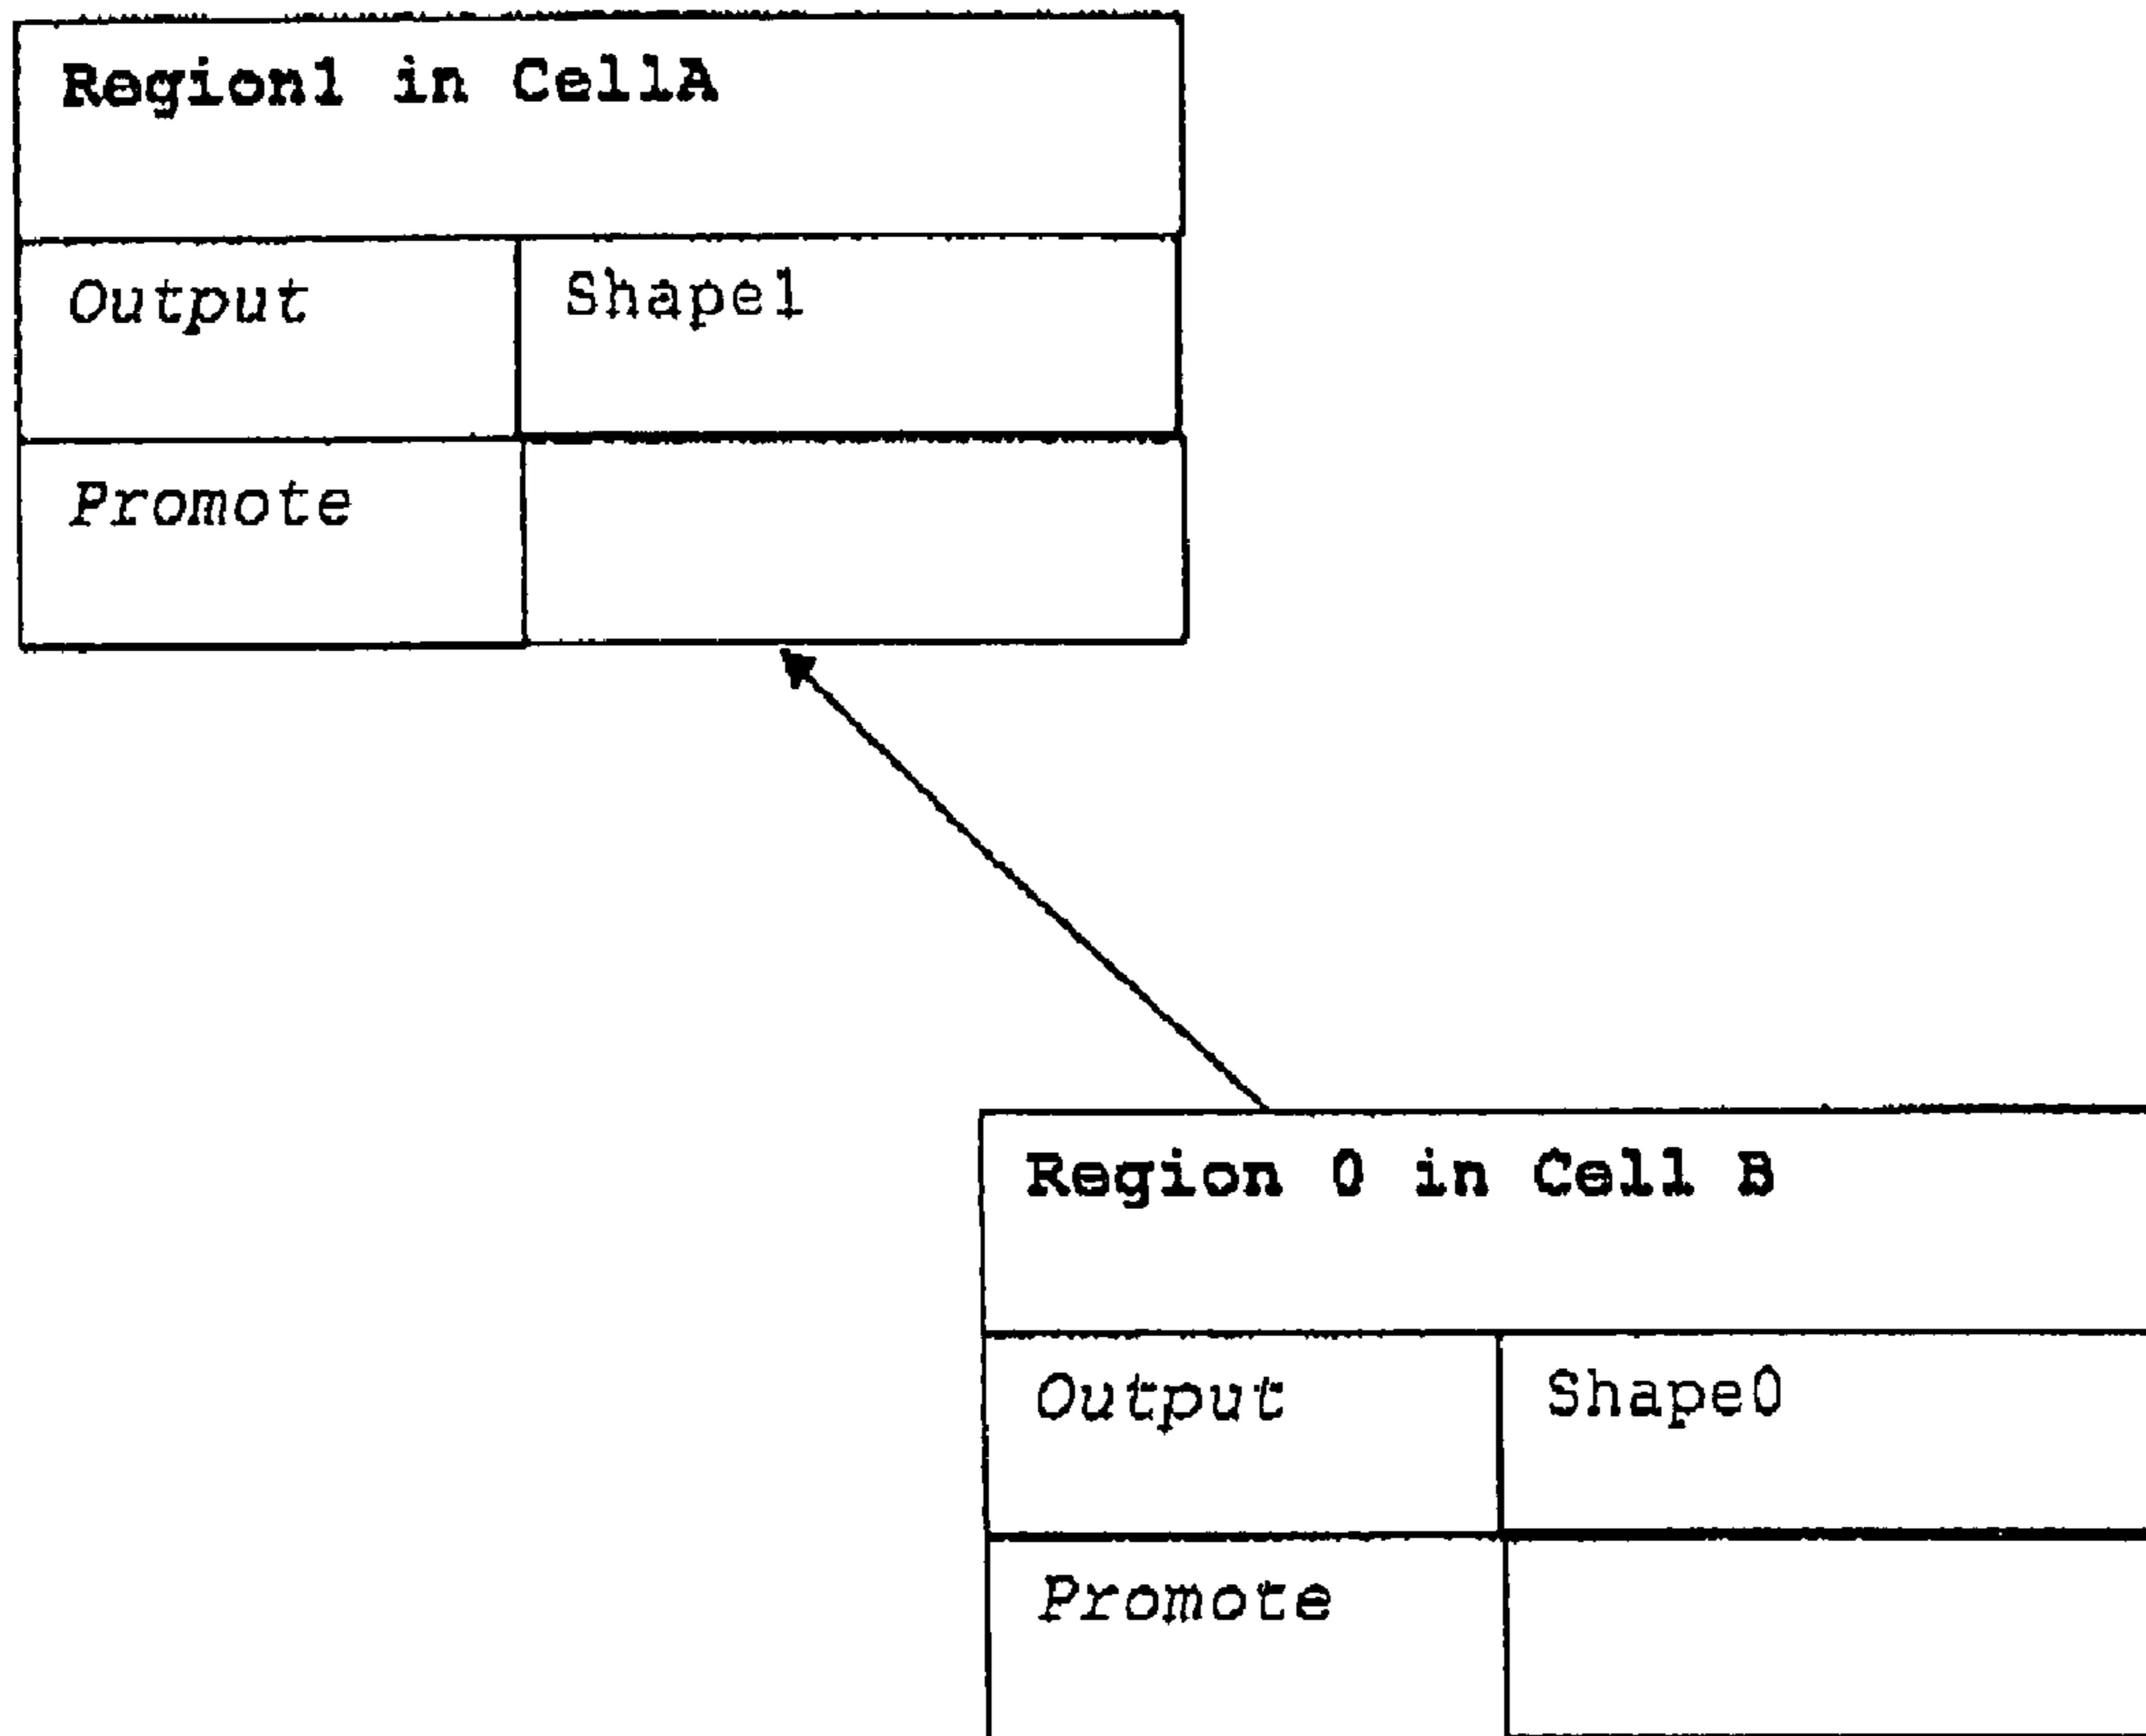 Region1 in CellA
Output Shape1
Promote
Region 0 in Cell B
Output Shape0
Promote